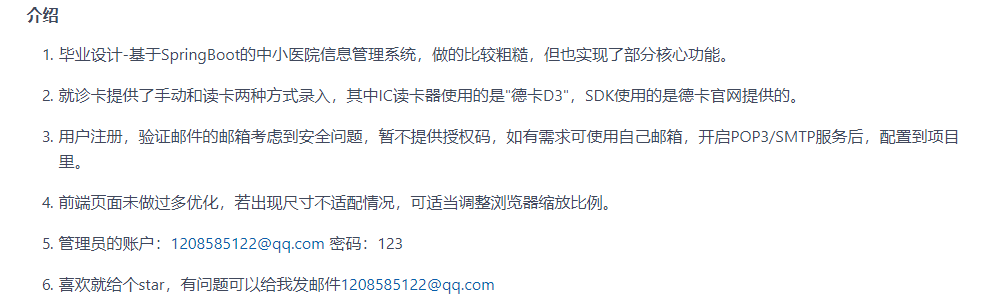 介绍
1. 毕业设计-基于SpringBoot的中小医院信息管理系统，做的比较粗糙，但也实现了部分核心功能。
2. 就诊卡提供了手动和读卡两种方式录入，其中IC读卡器使用的是"德卡D3"，SDK使用的是德卡官网提供的。
3. 用户注册，验证邮件的邮箱考虑到安全问题，暂不提供授权码，如有需求可使用自己邮箱，开启POP3/SMTP服务后，配置到项目
里。
4. 前端页面未做过多优化，若出现尺寸不适配情况，可适当调整浏览器缩放比例。
5. 管理员的账户：1208585122@qq.com 密码：123
6. 喜欢就给个star，有问题可以给我发邮件1208585122@qq.com